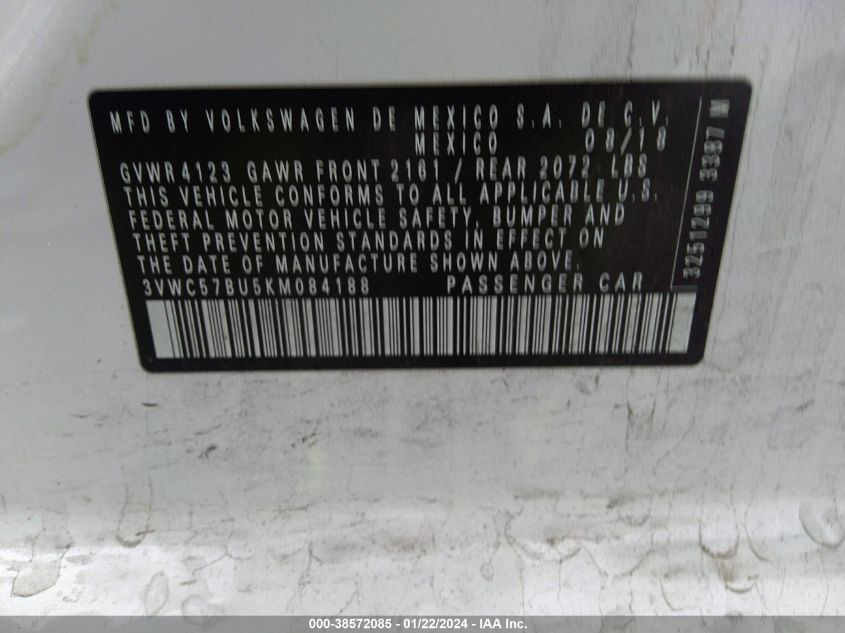 MFD BY VOLKSWAGEN DE MEXICO S.A. DE C.V.
MEXICO 08/18
GVWR 4123 GAWR FRONT 2161 / REAR 2072 LBS
THIS VEHICLE CONFORMS TO ALL APPLICABLE U.S.
FEDERAL MOTOR VEHICLE SAFETY, BUMPER AND
THEFT PREVENTION STANDARDS IN EFFECT ON
THE DATE OF MANUFACTURE SHOWN ABOVE.
3VWC57BU5KM084188 PASSENGER CAR
3251299 3387 M
000-38572085 - 01/22/2024 - IAA Inc.